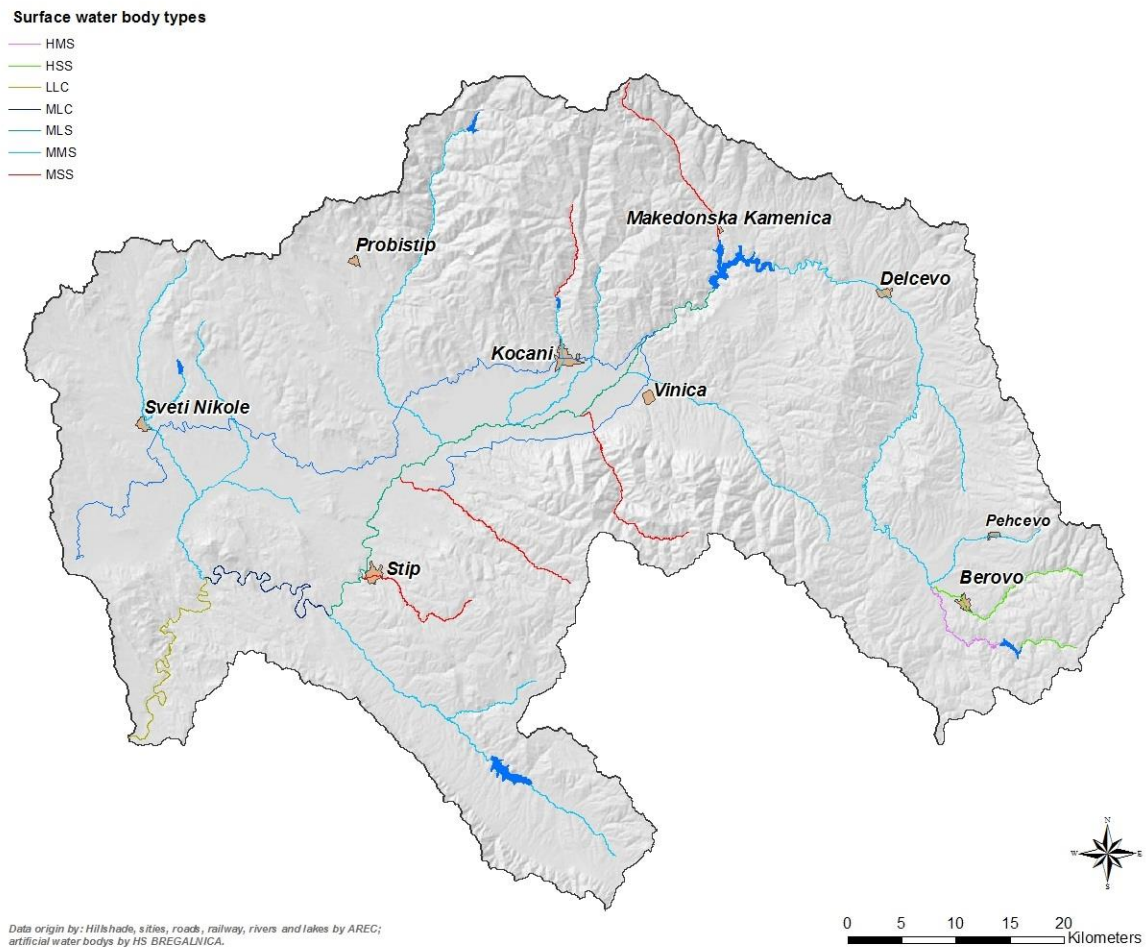 Surface water body types
HMS
HSS
LLC
MLC
MLS
MMS
MSS
Makedonska Kamenica
Probistip
Delcevo
Kocani
Vinica
Sveti Nikole
Pehcevo
Stip
Berovo
N
W E
S
0 5 10 15 20
Kilometers
Data origin by: Hillshade, sities, roads, railway, rivers and lakes by AREC;
artificial water bodys by HS BREGALNICA.